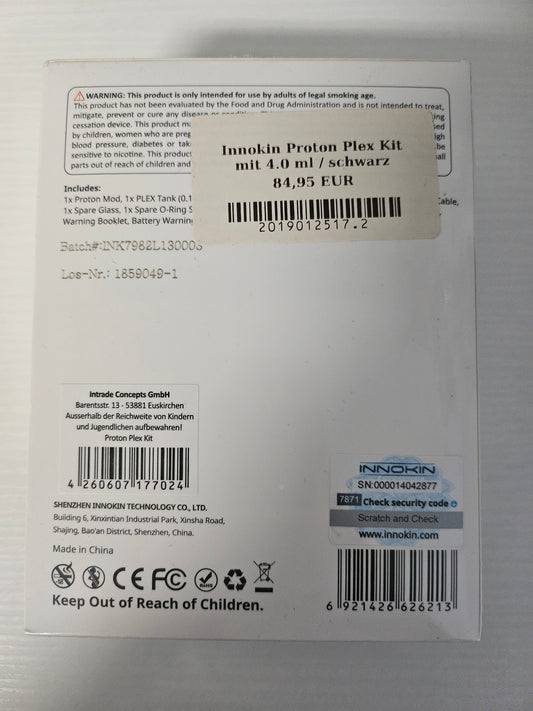 WARNING: This product is only intended for use by adults of legal smoking age.
This product has not been evaluated by the Food and Drug Administration and is not intended to treat,
mitigate, prevent or cure any disease or condition.
cessation device. This product
by children, women who are
blood pressure, diabetes or
sensitive to nicotine. This product
parts out of reach of children and
Innokin Proton Plex Kit
mit 4.0 ml / schwarz
84,95 EUR
2019012517.2
Includes:
1x Proton Mod, 1x PLEX Tank (0.1
1x Spare Glass, 1x Spare O-Ring
Warning Booklet, Battery Warning
Batch#:INK7982L130003
Los-Nr.: 1859049-1
Intrade Concepts GmbH
Barentsstr. 13 - 53881 Euskirchen
Ausserhalb der Reichweite von Kindern
und Jugendlichen aufbewahren!
Proton Plex Kit
4 260607 177024
INNOKIN
SN:000014042877
7871 Check security code
Scratch and Check
www.innokin.com
SHENZHEN INNOKIN TECHNOLOGY CO., LTD.
Building 6, Xinxintian Industrial Park, Xinsha Road,
Shajing, Bao'an District, Shenzhen, China.
Made in China
CE FC RoHS
Keep Out of Reach of Children.
6 921426 626213